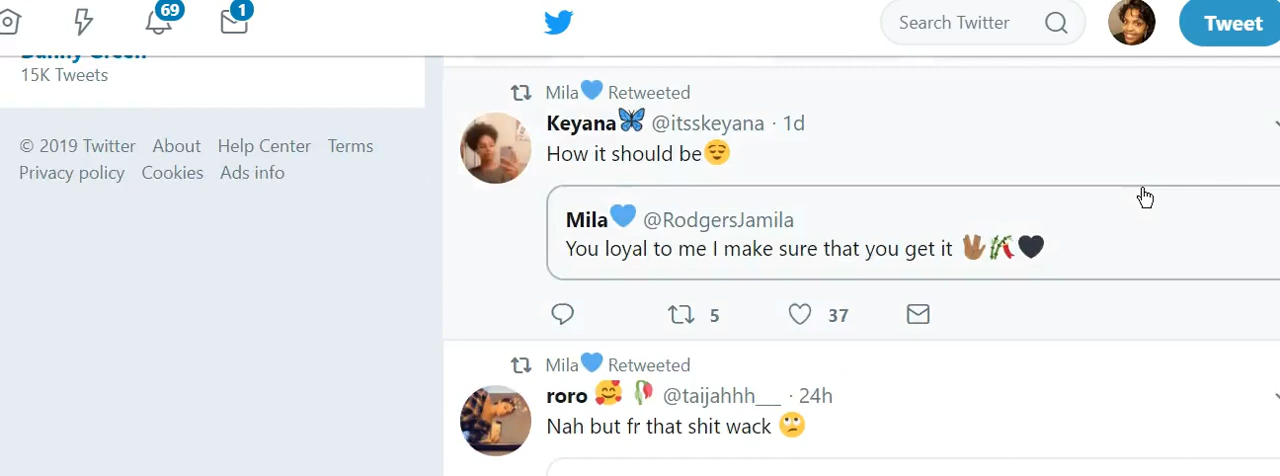 69
1
Search Twitter
Tweet
15K Tweets
© 2019 Twitter About Help Center Terms
Privacy policy Cookies Ads info
Mila💙 Retweeted
Keyana🦋 @itsskeyana · 1d
How it should be😌
Mila💙 @RodgersJamila
You loyal to me I make sure that you get it 🖖🏾🎋🌶🖤
5
37
Mila💙 Retweeted
roro 🥰 🥀 @taijahhh___ · 24h
Nah but fr that shit wack 🙄